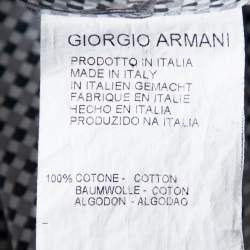 GIORGIO ARMANI
PRODOTTO IN ITALIA
MADE IN ITALY
IN ITALIEN GEMACHT
FABRIQUE EN ITALIE
HECHO EN ITALIA
PRODUZIDO NA ITALIA
100% COTONE - COTTON
BAUMWOLLE - COTON
ALGODON - ALGODAO